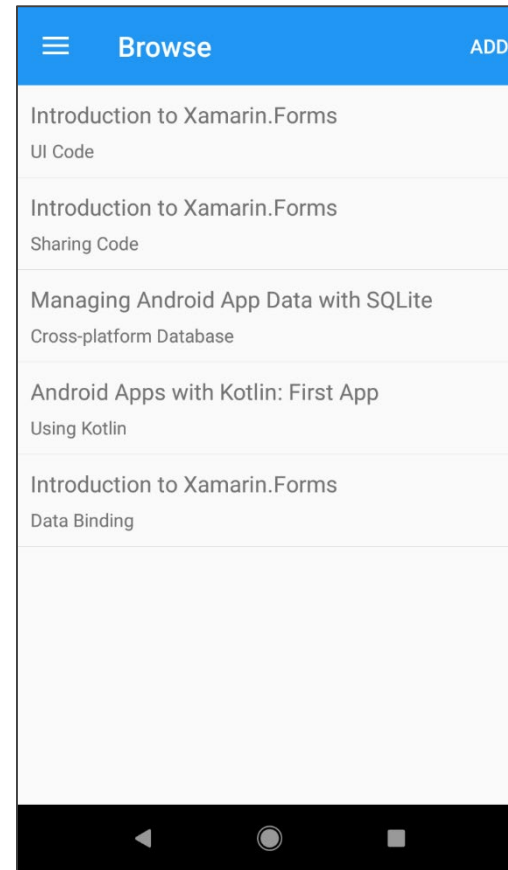 Browse
ADD
Introduction to Xamarin.Forms
UI Code
Introduction to Xamarin.Forms
Sharing Code
Managing Android App Data with SQLite
Cross-platform Database
Android Apps with Kotlin: First App
Using Kotlin
Introduction to Xamarin.Forms
Data Binding